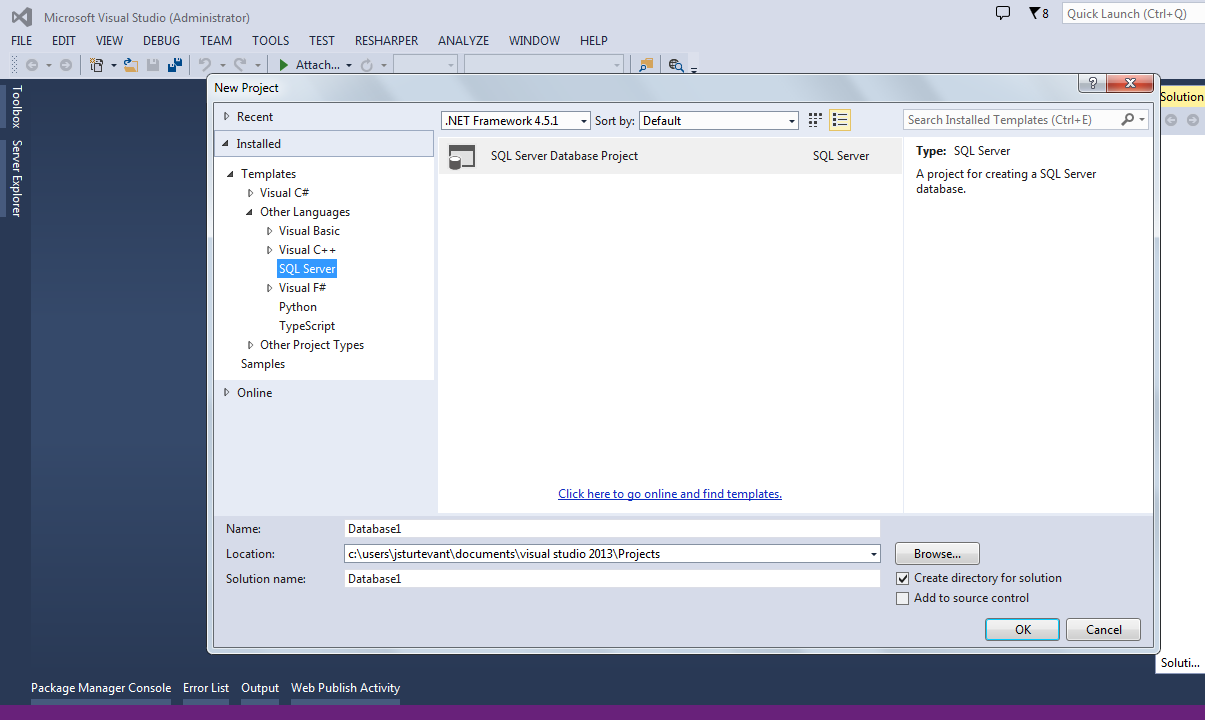 Microsoft Visual Studio (Administrator)
8
Quick Launch (Ctrl+Q)
FILE EDIT VIEW DEBUG TEAM TOOLS TEST RESHARPER ANALYZE WINDOW HELP
Attach...
Toolbox
Server Explorer
New Project
?
Solution
Recent
Installed
Templates
Visual C#
Other Languages
Visual Basic
Visual C++
SQL Server
Visual F#
Python
TypeScript
Other Project Types
Samples
Online
.NET Framework 4.5.1 Sort by: Default
Search Installed Templates (Ctrl+E)
SQL Server Database Project SQL Server
Type: SQL Server
A project for creating a SQL Server
database.
Click here to go online and find templates.
Name: Database1
Location: c:\users\jsturtevant\documents\visual studio 2013\Projects Browse...
Solution name: Database1
Create directory for solution
Add to source control
OK Cancel
Soluti...
Package Manager Console Error List Output Web Publish Activity